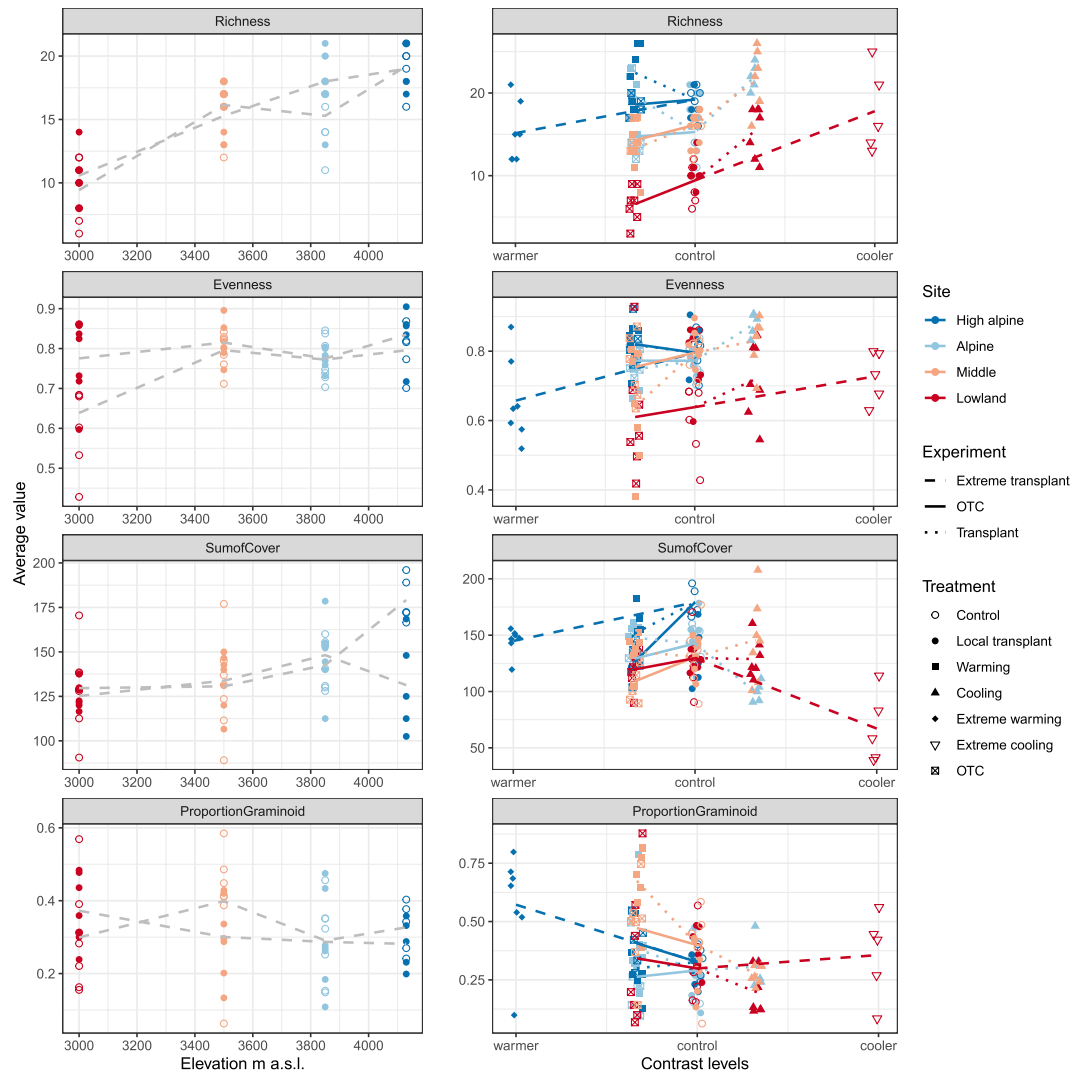 Richness
Richness
20
15
10
20
10
3000 3200 3400 3600 3800 4000
warmer control cooler
Evenness
Evenness
0.9
0.8
0.7
0.6
0.5
0.8
0.6
0.4
3000 3200 3400 3600 3800 4000
warmer control cooler
SumofCover
SumofCover
200
175
150
125
100
200
150
100
50
3000 3200 3400 3600 3800 4000
warmer control cooler
ProportionGraminoid
ProportionGraminoid
0.6
0.4
0.2
0.75
0.50
0.25
3000 3200 3400 3600 3800 4000
warmer control cooler
Average value
Elevation m a.s.l.
Contrast levels
Site
High alpine
Alpine
Middle
Lowland
Experiment
Extreme transplant
OTC
Transplant
Treatment
Control
Local transplant
Warming
Cooling
Extreme warming
Extreme cooling
OTC